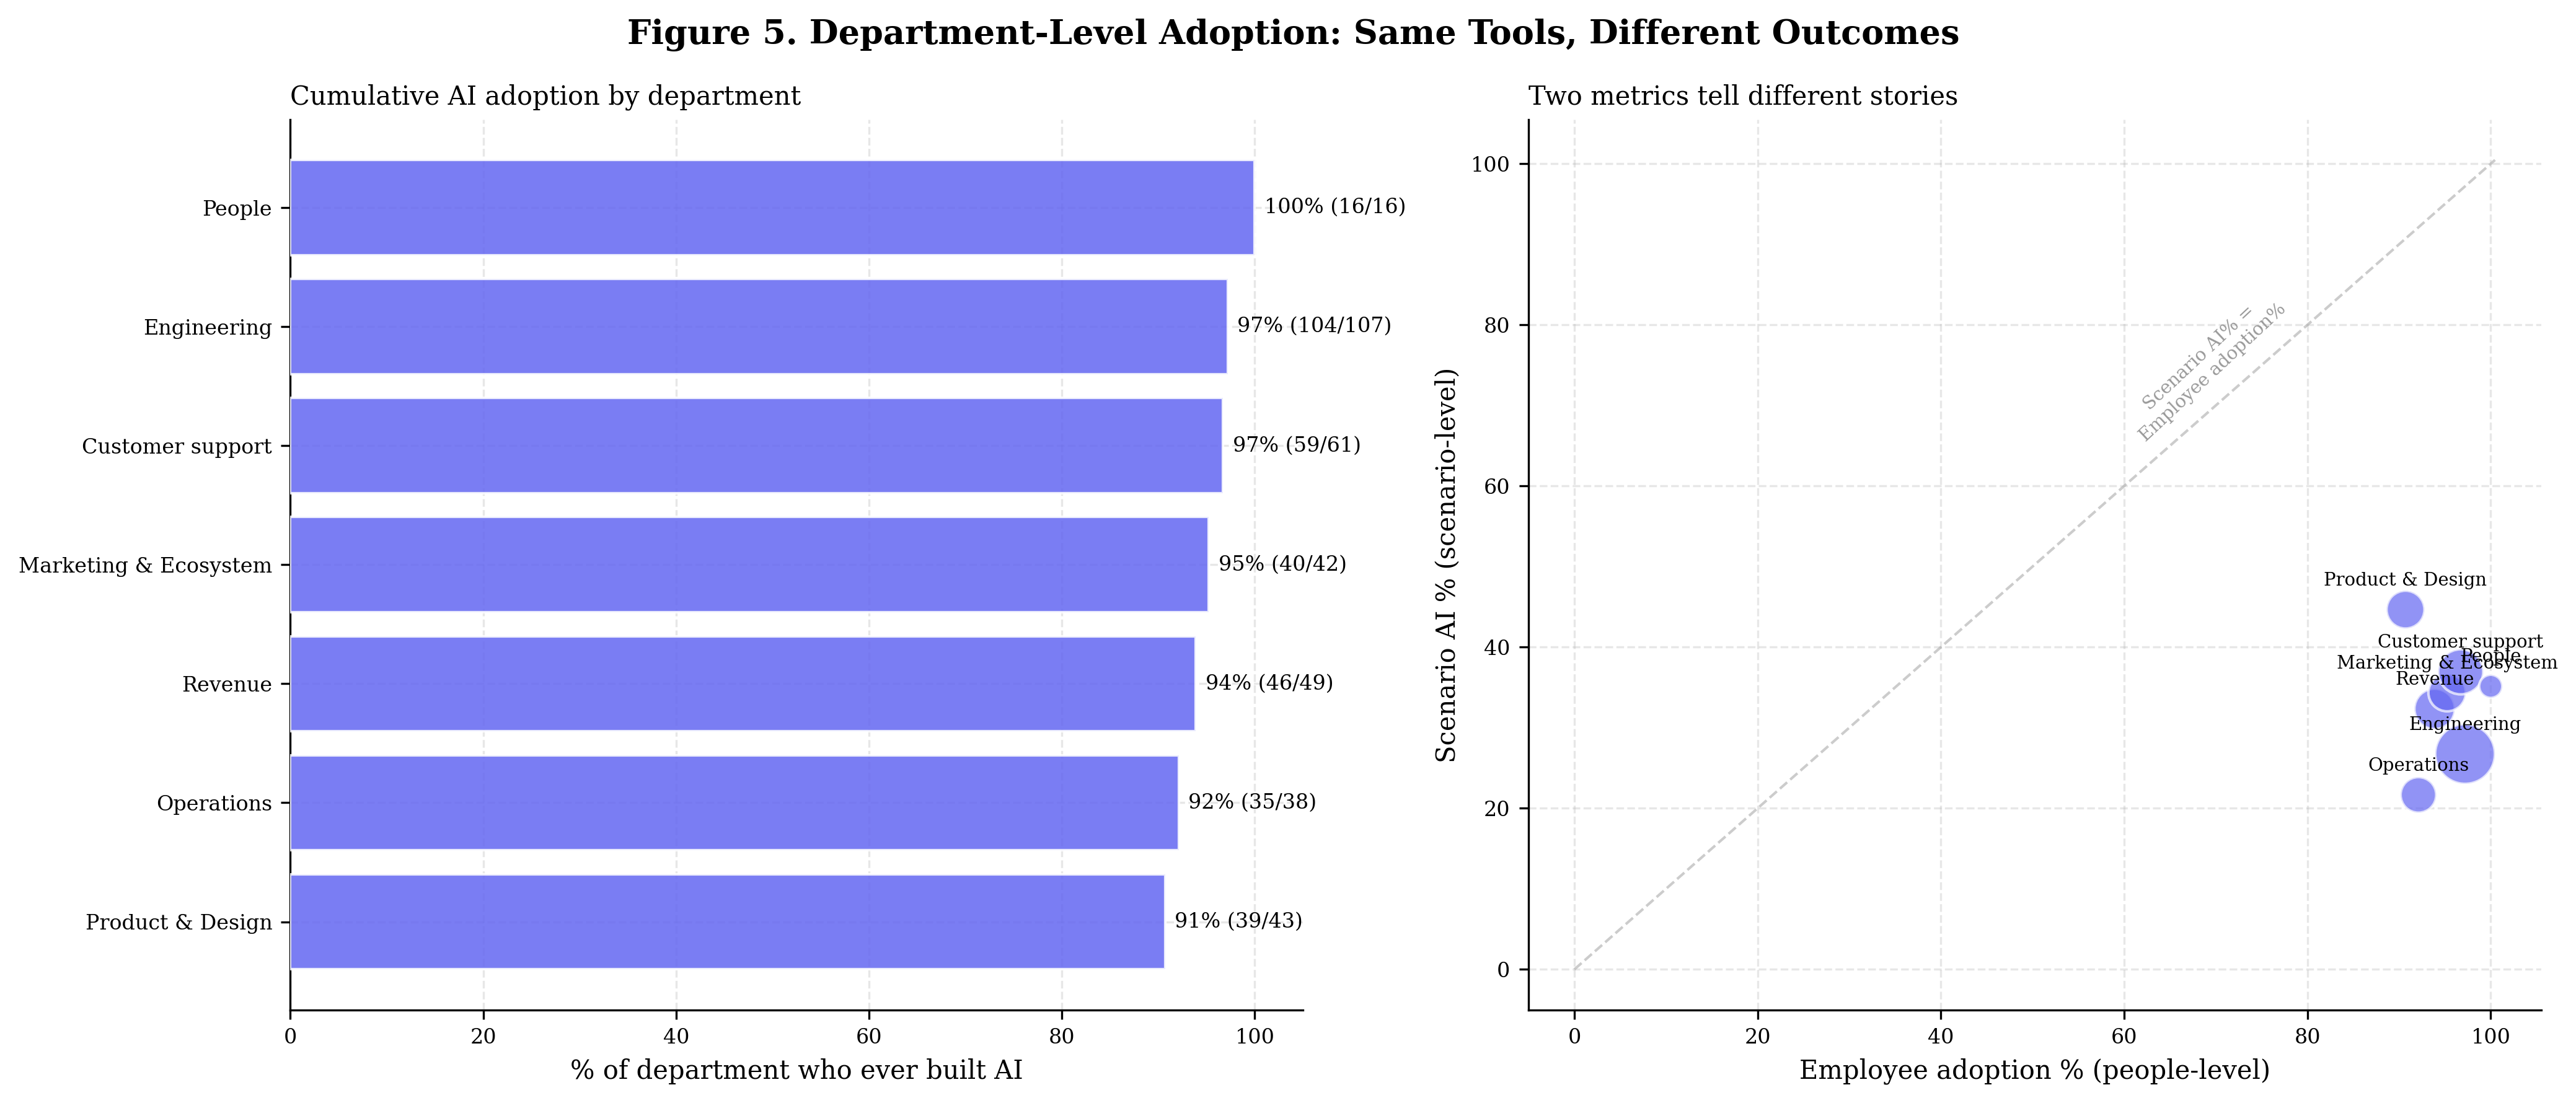 Figure 5. Department-Level Adoption: Same Tools, Different Outcomes
Cumulative AI adoption by department
People
100% (16/16)
Engineering
97% (104/107)
Customer support
97% (59/61)
Marketing & Ecosystem
95% (40/42)
Revenue
94% (46/49)
Operations
92% (35/38)
Product & Design
91% (39/43)
0 20 40 60 80 100
% of department who ever built AI
Two metrics tell different stories
Scenario AI % (scenario-level)
100
80
60
40
20
0
Scenario AI% =
Employee adoption%
Product & Design
Customer support
People
Marketing & Ecosystem
Revenue
Engineering
Operations
0 20 40 60 80 100
Employee adoption % (people-level)